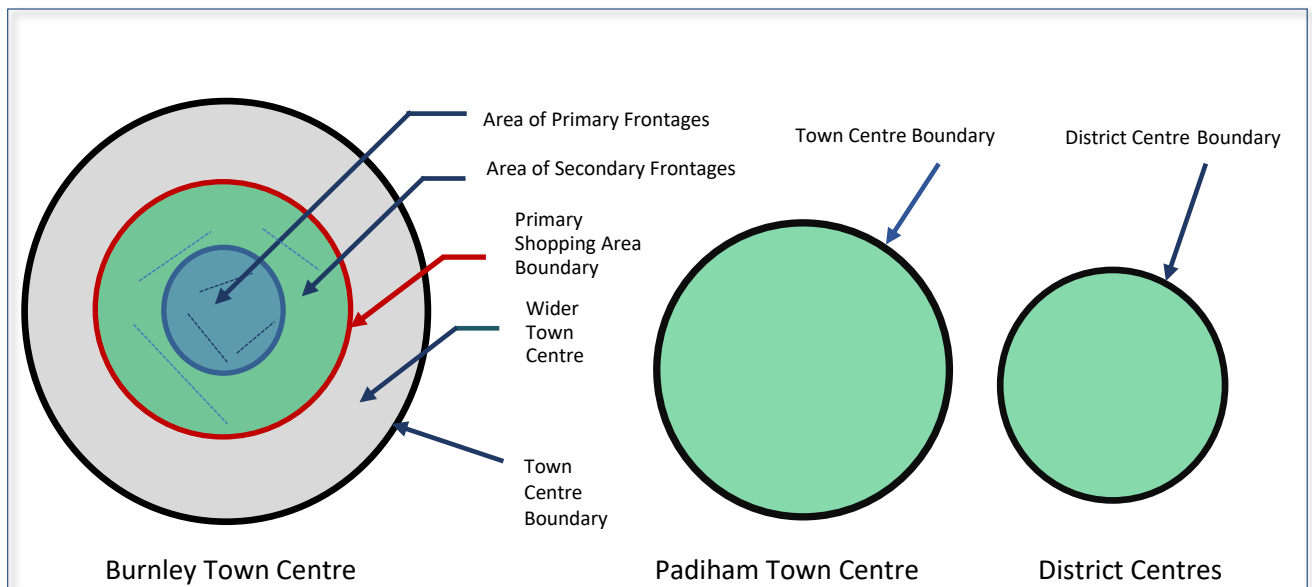 Area of Primary Frontages
Area of Secondary Frontages
Primary
Shopping Area
Boundary
Wider
Town
Centre
Town
Centre
Boundary
Burnley Town Centre
Town Centre Boundary
Padiham Town Centre
District Centre Boundary
District Centres